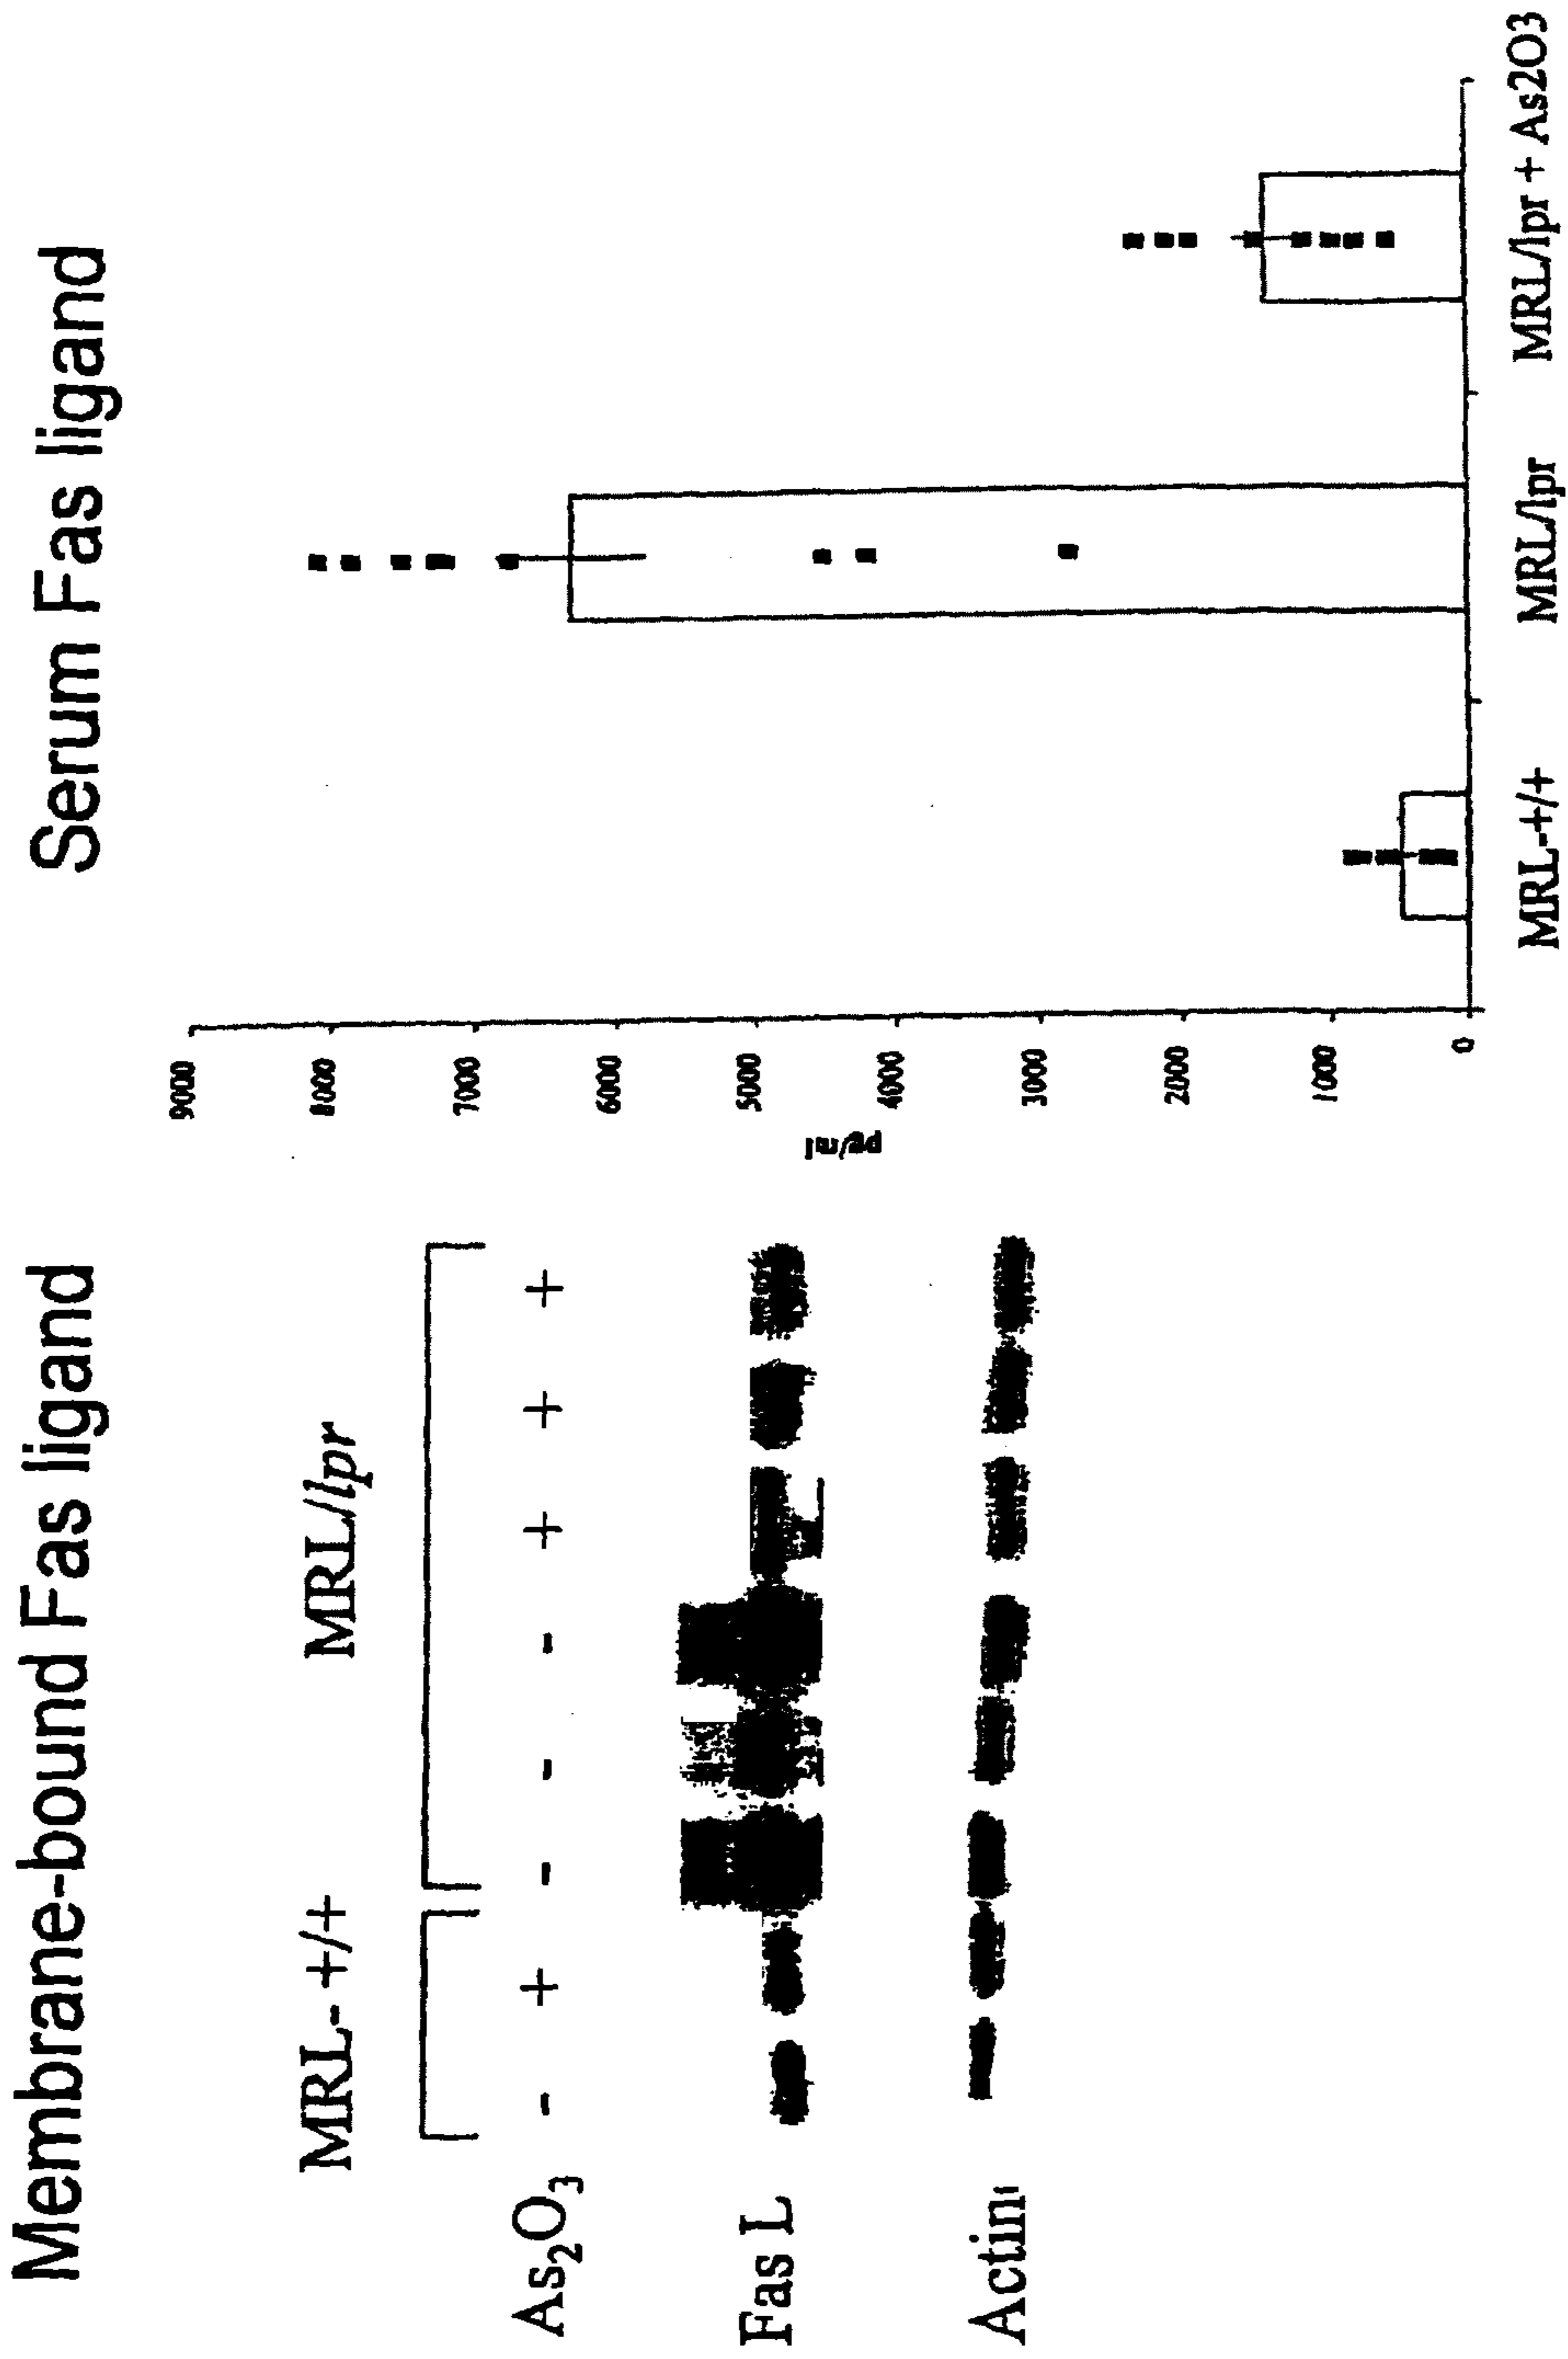 Membrane-bound Fas ligand
MRL- +/+
MRL/lpr
As₂O₃ - + - - - + + +
Fas L
Actin
Serum Fas ligand
pg/ml
9000
8000
7000
6000
5000
4000
3000
2000
1000
0
MRL-+/+
MRL/lpr
MRL/lpr + As2O3